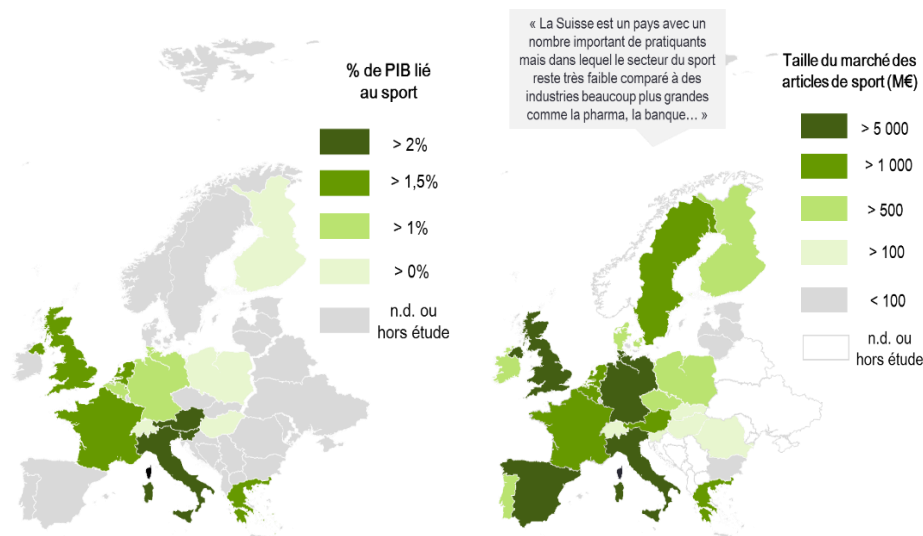 « La Suisse est un pays avec un
nombre important de pratiquants
mais dans lequel le secteur du sport
reste très faible comparé à des
industries beaucoup plus grandes
comme la pharma, la banque… »
% de PIB lié
au sport
> 2%
> 1,5%
> 1%
> 0%
n.d. ou
hors étude
Taille du marché des
articles de sport (M€)
> 5 000
> 1 000
> 500
> 100
< 100
n.d. ou
hors étude